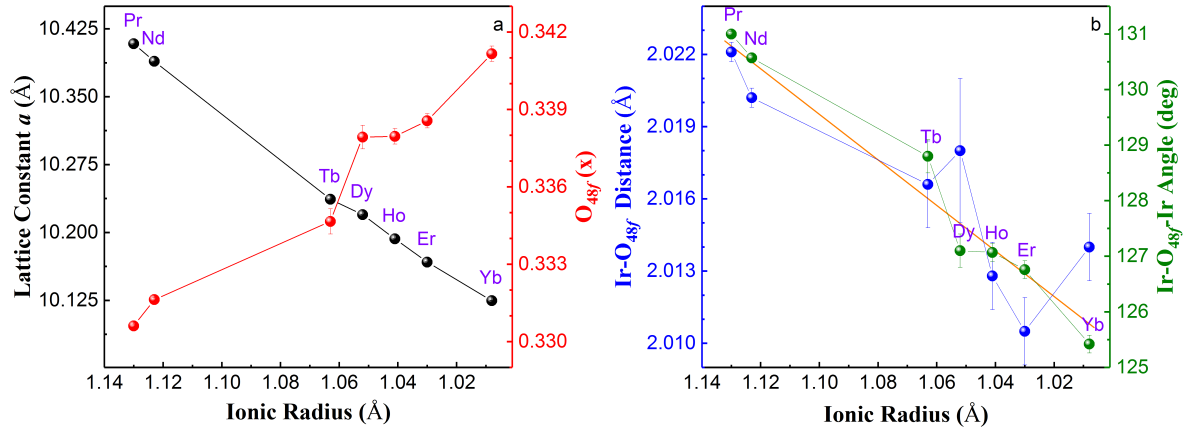 a
Pr
Nd
Tb
Dy
Ho
Er
Yb
10.425
10.350
10.275
10.200
10.125
Lattice Constant a (Å)
0.342
0.339
0.336
0.333
0.330
O48f (x)
1.14 1.12 1.10 1.08 1.06 1.04 1.02
Ionic Radius (Å)
b
Pr
Nd
Tb
Dy Ho
Er
Yb
2.022
2.019
2.016
2.013
2.010
Ir-O48f Distance (Å)
131
130
129
128
127
126
125
Ir-O48f-Ir Angle (deg)
1.14 1.12 1.10 1.08 1.06 1.04 1.02
Ionic Radius (Å)